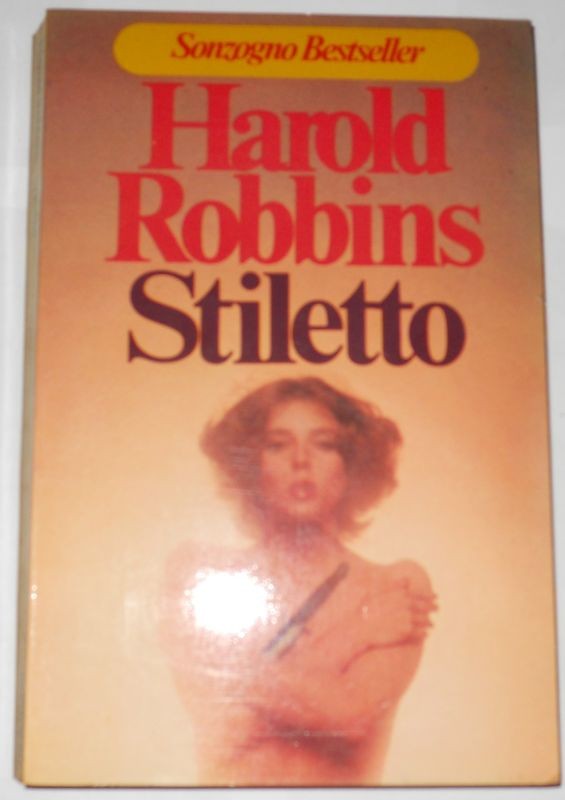 Sonzogno Bestseller
Harold
Robbins
Stiletto